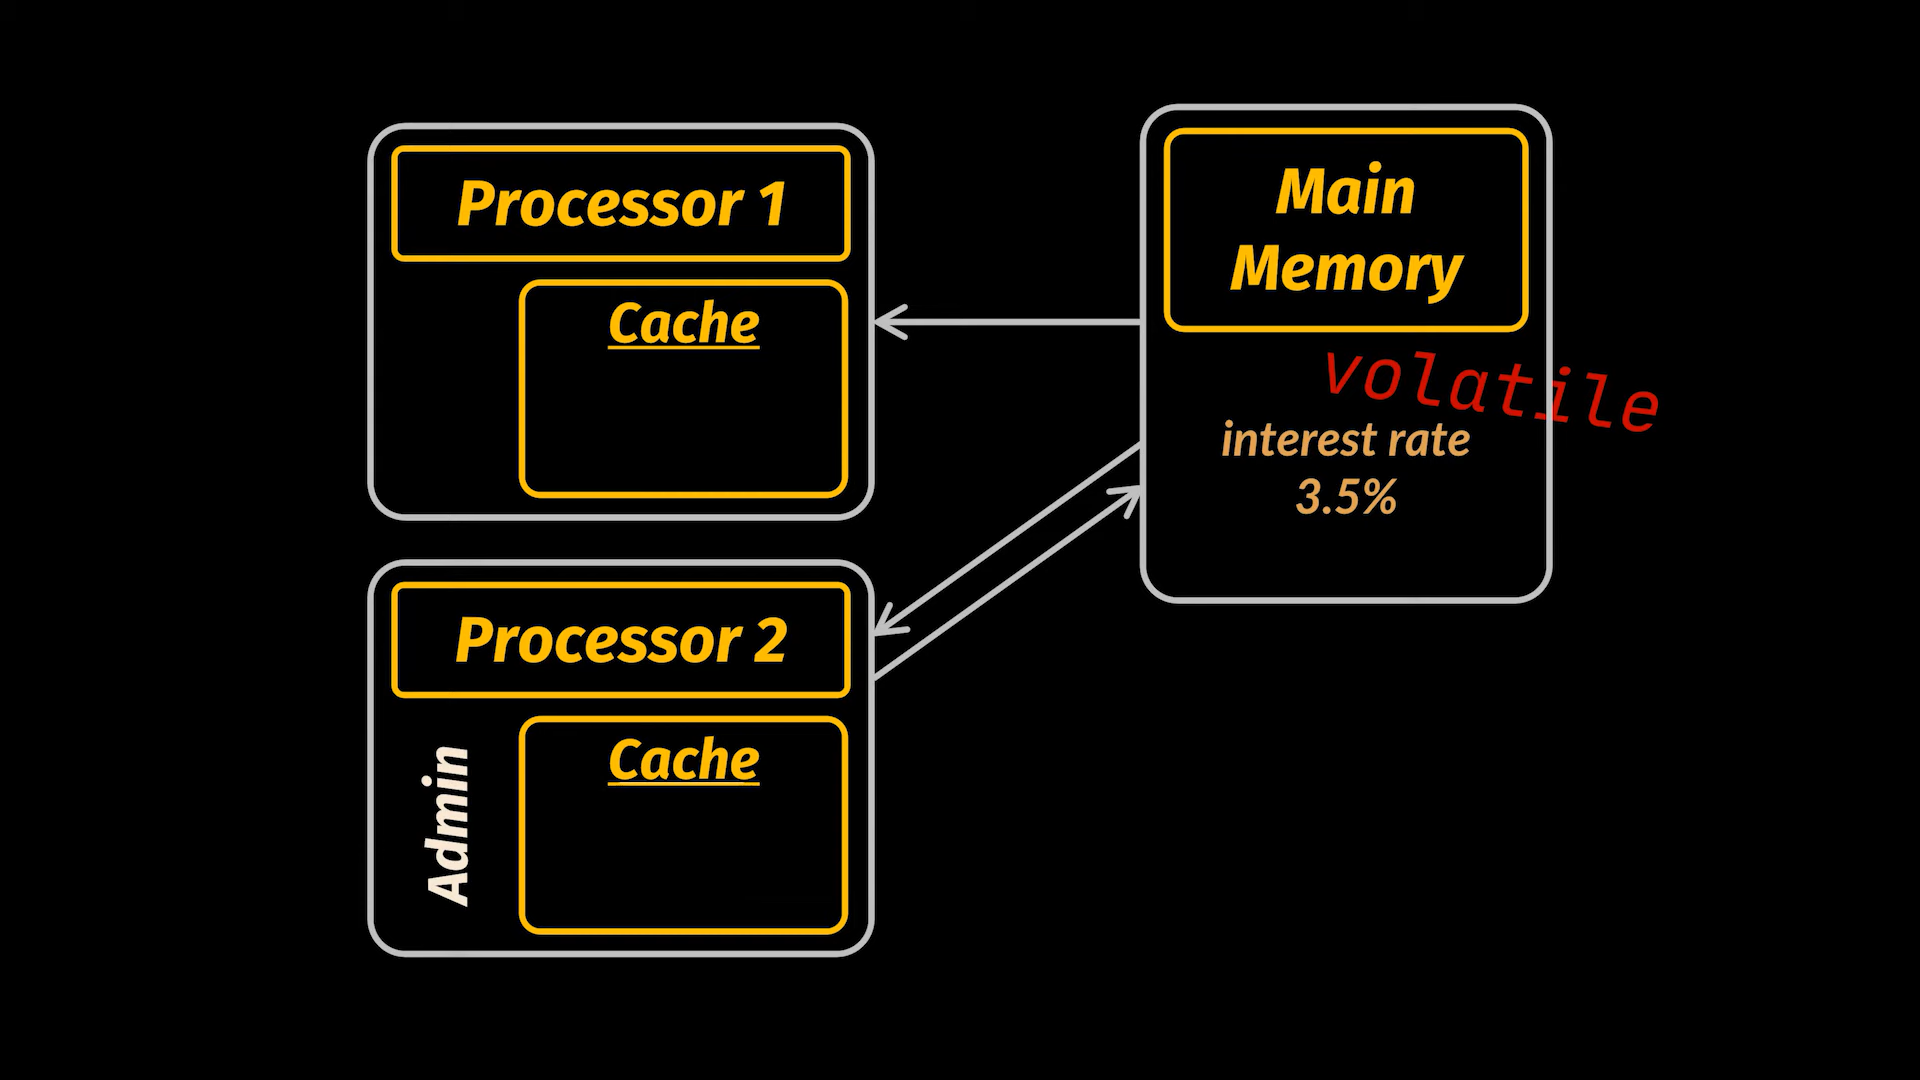 Processor 1
Cache
Main
Memory
volatile
interest rate
3.5%
Processor 2
Cache
Admin